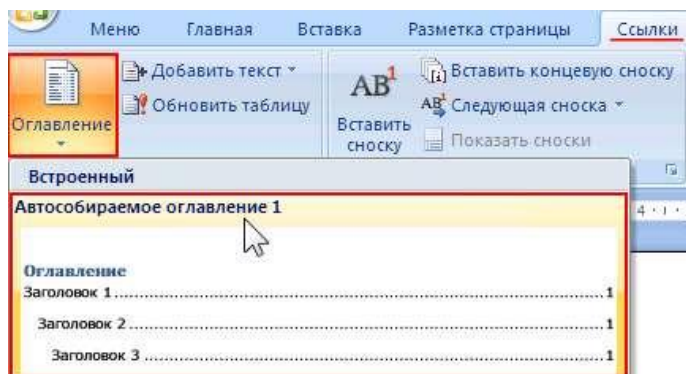 Меню Главная Вставка Разметка страницы Ссылки
Оглавление
Добавить текст
Обновить таблицу
AB1
Вставить
сноску
Вставить концевую сноску
Следующая сноска
Показать сноски
Встроенный
Автособираемое оглавление 1
4
Оглавление
Заголовок 1 ................................................................ 1
Заголовок 2 ................................................................ 1
Заголовок 3 ................................................................ 1